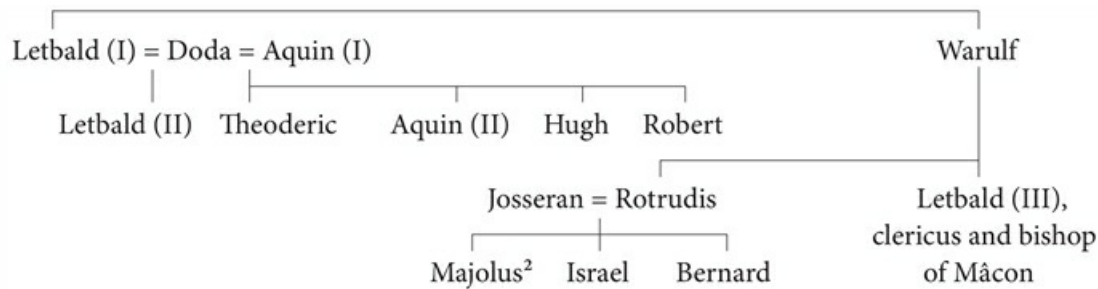 Letbald (I) = Doda = Aquin (I) Warulf
Letbald (II) Theoderic Aquin (II) Hugh Robert
Josseran = Rotrudis Letbald (III),
clericus and bishop
of Mâcon
Majolus² Israel Bernard